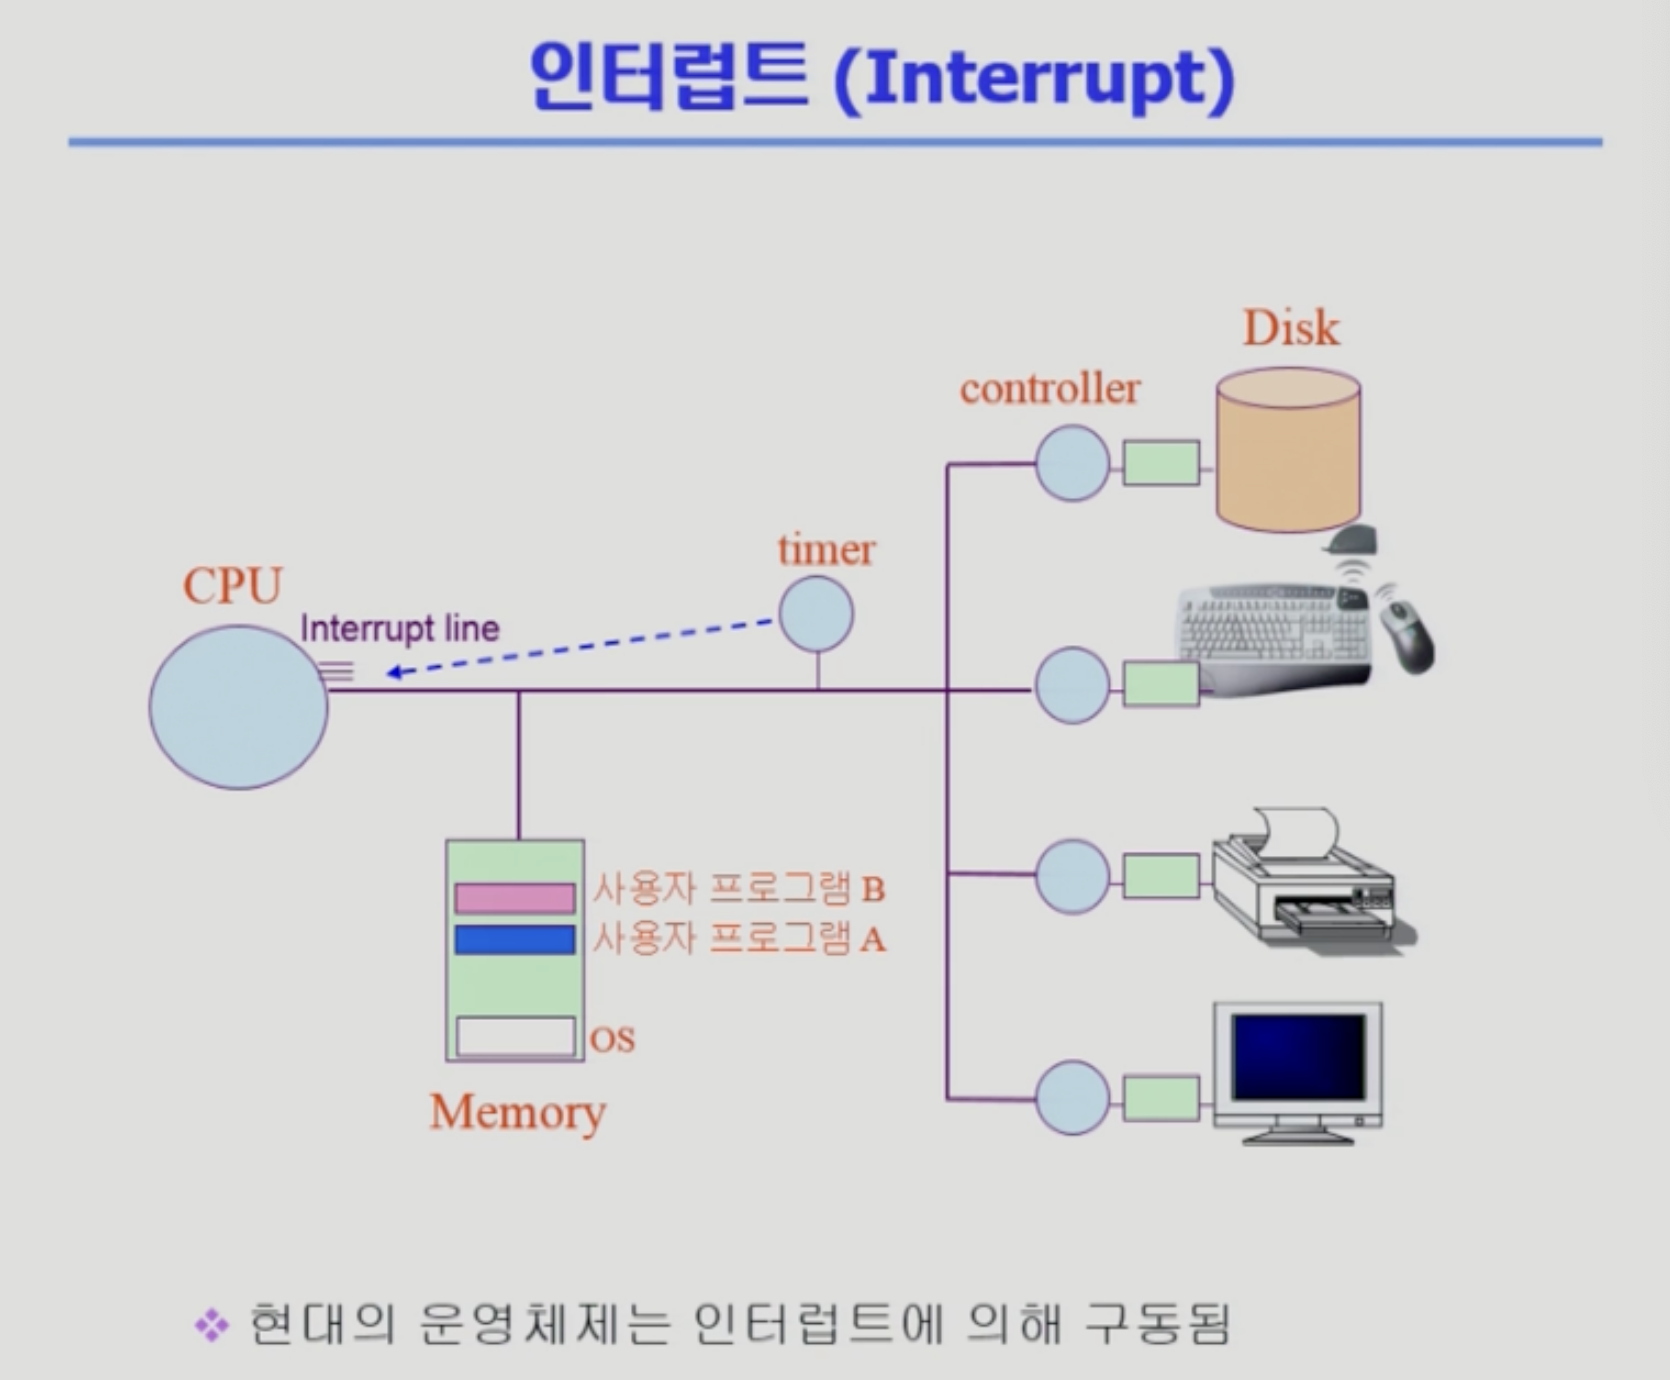 인터럽트 (Interrupt)
Disk
controller
timer
CPU
Interrupt line
사용자 프로그램 B
사용자 프로그램 A
OS
Memory
❖ 현대의 운영체제는 인터럽트에 의해 구동됨